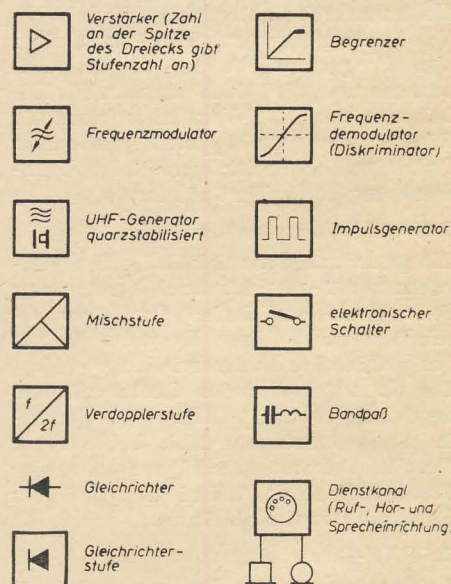 Verstärker (Zahl
an der Spitze
des Dreiecks gibt
Stufenzahl an)
Frequenzmodulator
UHF-Generator
quarzstabilisiert
Mischstufe
f
2f
Verdopplerstufe
Gleichrichter
Gleichrichter-
stufe
Begrenzer
Frequenz-
demodulator
(Diskriminator)
Impulsgenerator
elektronischer
Schalter
Bandpaß
Dienstkanal
(Ruf-, Hör- und
Sprecheinrichtung)